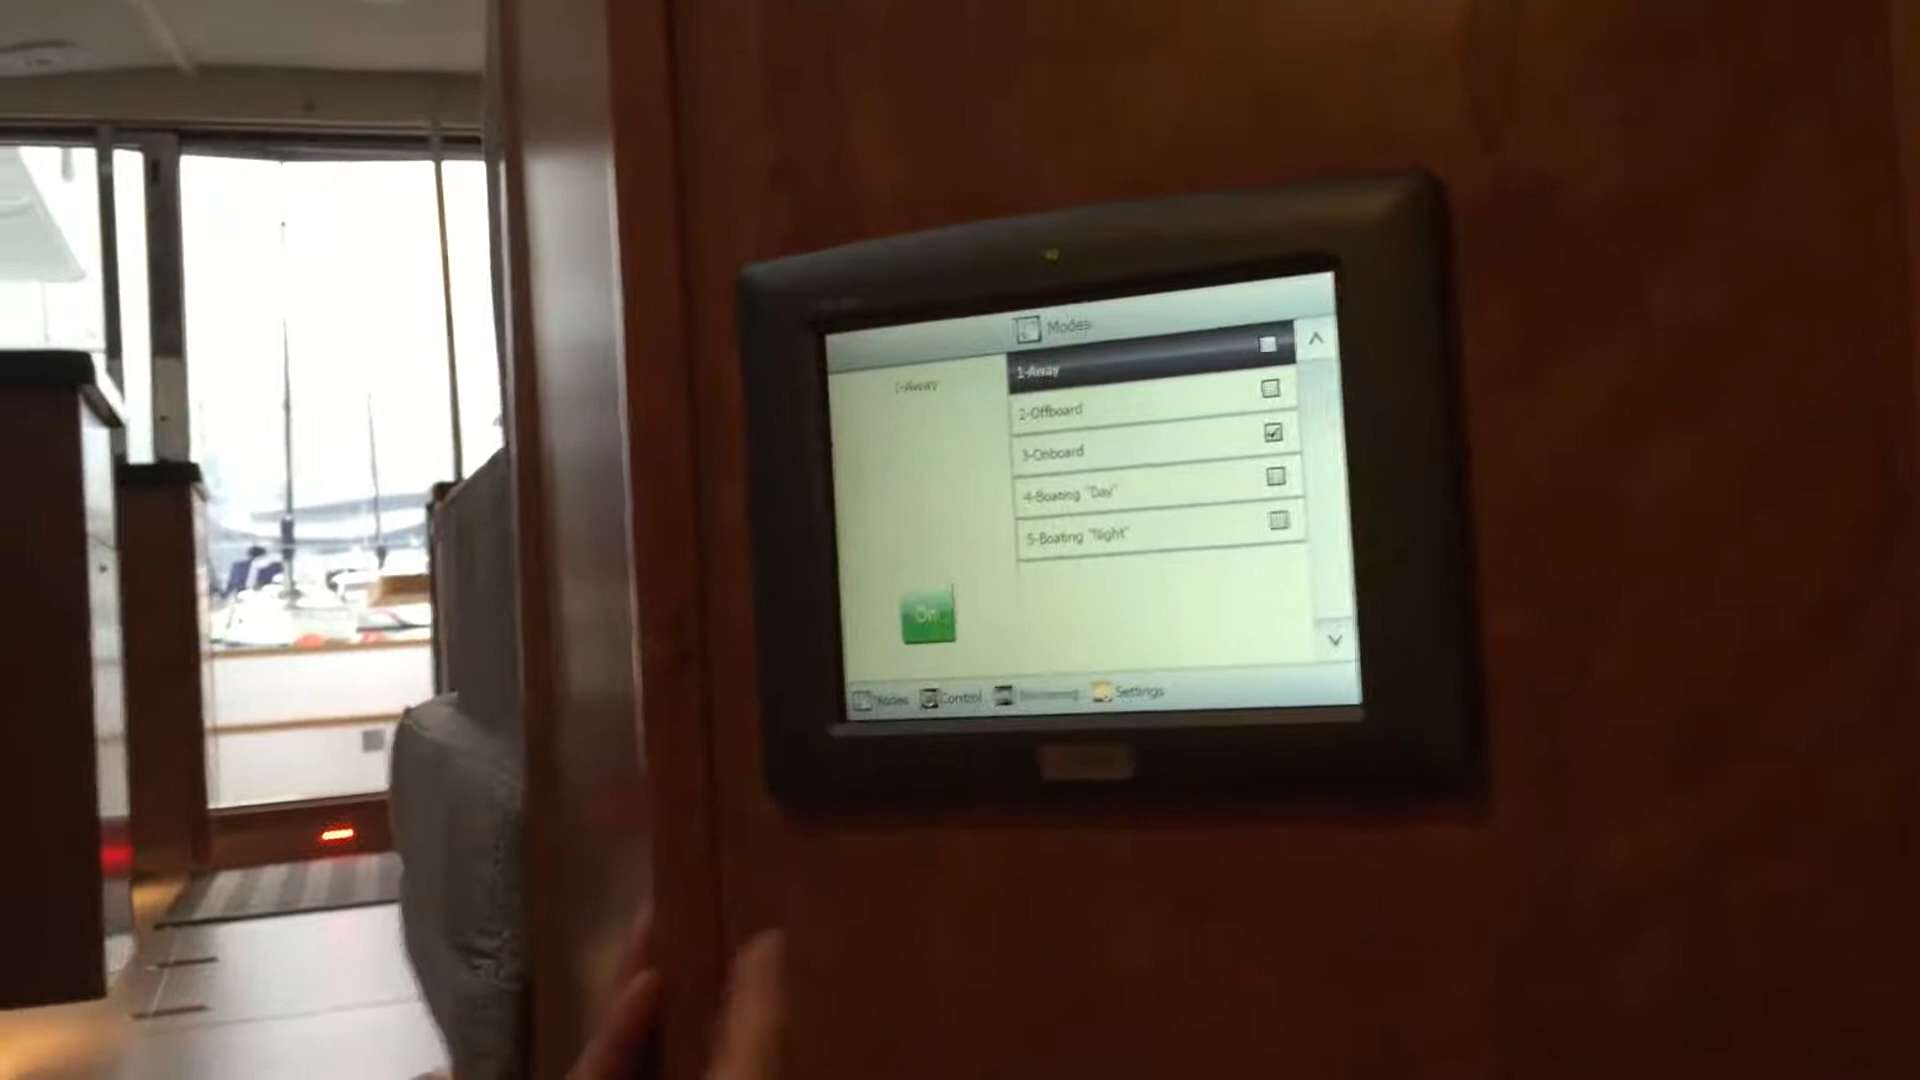 Modes
1-Away
1-Away
2-Offboard
3-Onboard
4-Boating "Day"
5-Boating "Night"
On
Modes Control Monitoring Settings